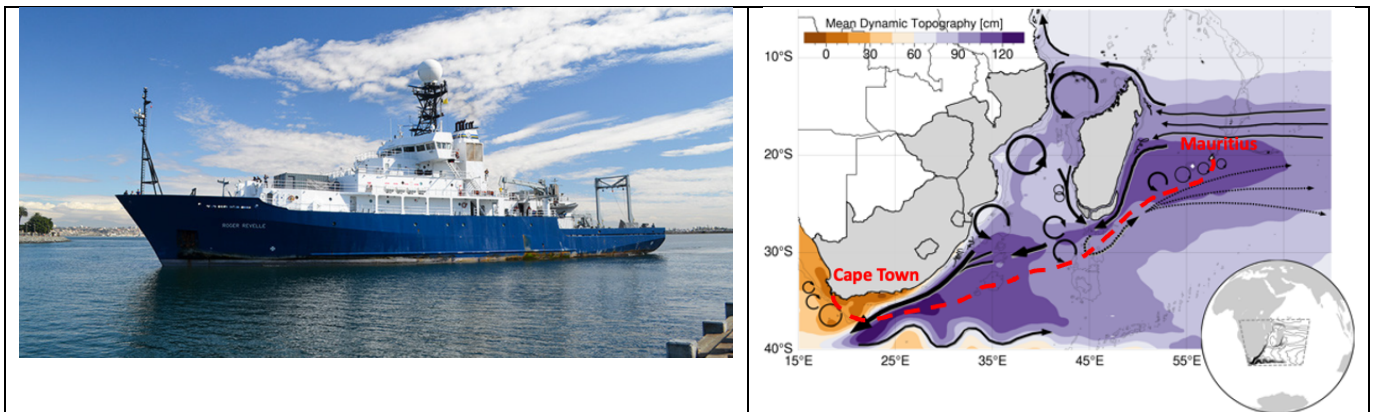 ROGER REVELLE
Mean Dynamic Topography [cm]
0 30 60 90 120
10°S
Mauritius
20°S
30°S
Cape Town
40°S
15°E 25°E 35°E 45°E 55°E